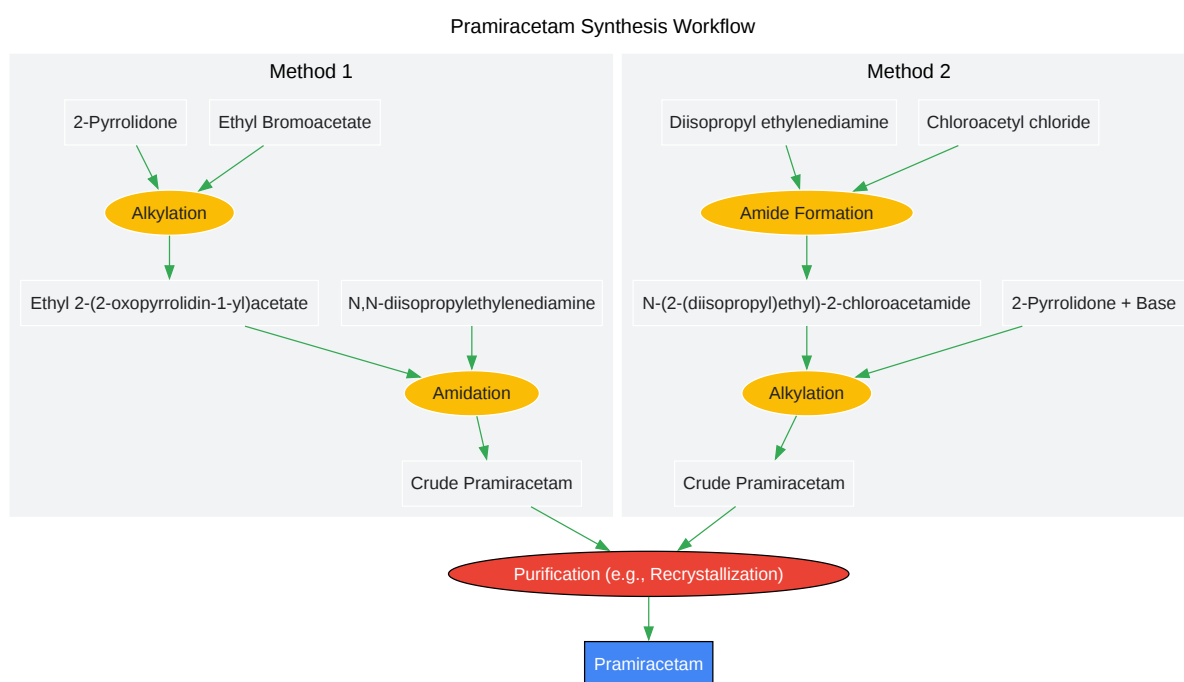 Pramiracetam Synthesis Workflow
Method 1
Method 2
2-Pyrrolidone
Ethyl Bromoacetate
Diisopropyl ethylenediamine
Chloroacetyl chloride
Alkylation
Amide Formation
Ethyl 2-(2-oxopyrrolidin-1-yl)acetate
N,N-diisopropylethylenediamine
N-(2-(diisopropyl)ethyl)-2-chloroacetamide
2-Pyrrolidone + Base
Amidation
Alkylation
Crude Pramiracetam
Crude Pramiracetam
Purification (e.g., Recrystallization)
Pramiracetam